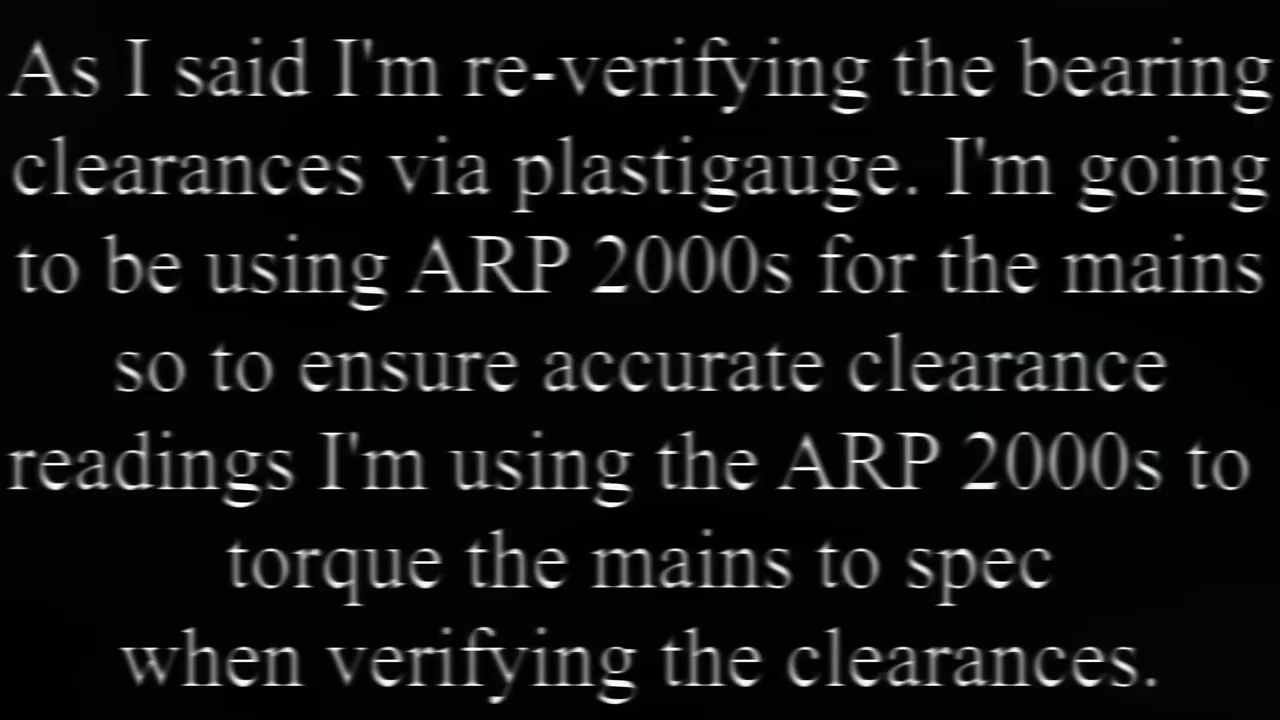 As I said I'm re-verifying the bearing
clearances via plastigauge. I'm going
to be using ARP 2000s for the mains
so to ensure accurate clearance
readings I'm using the ARP 2000s to
torque the mains to spec
when verifying the clearances.